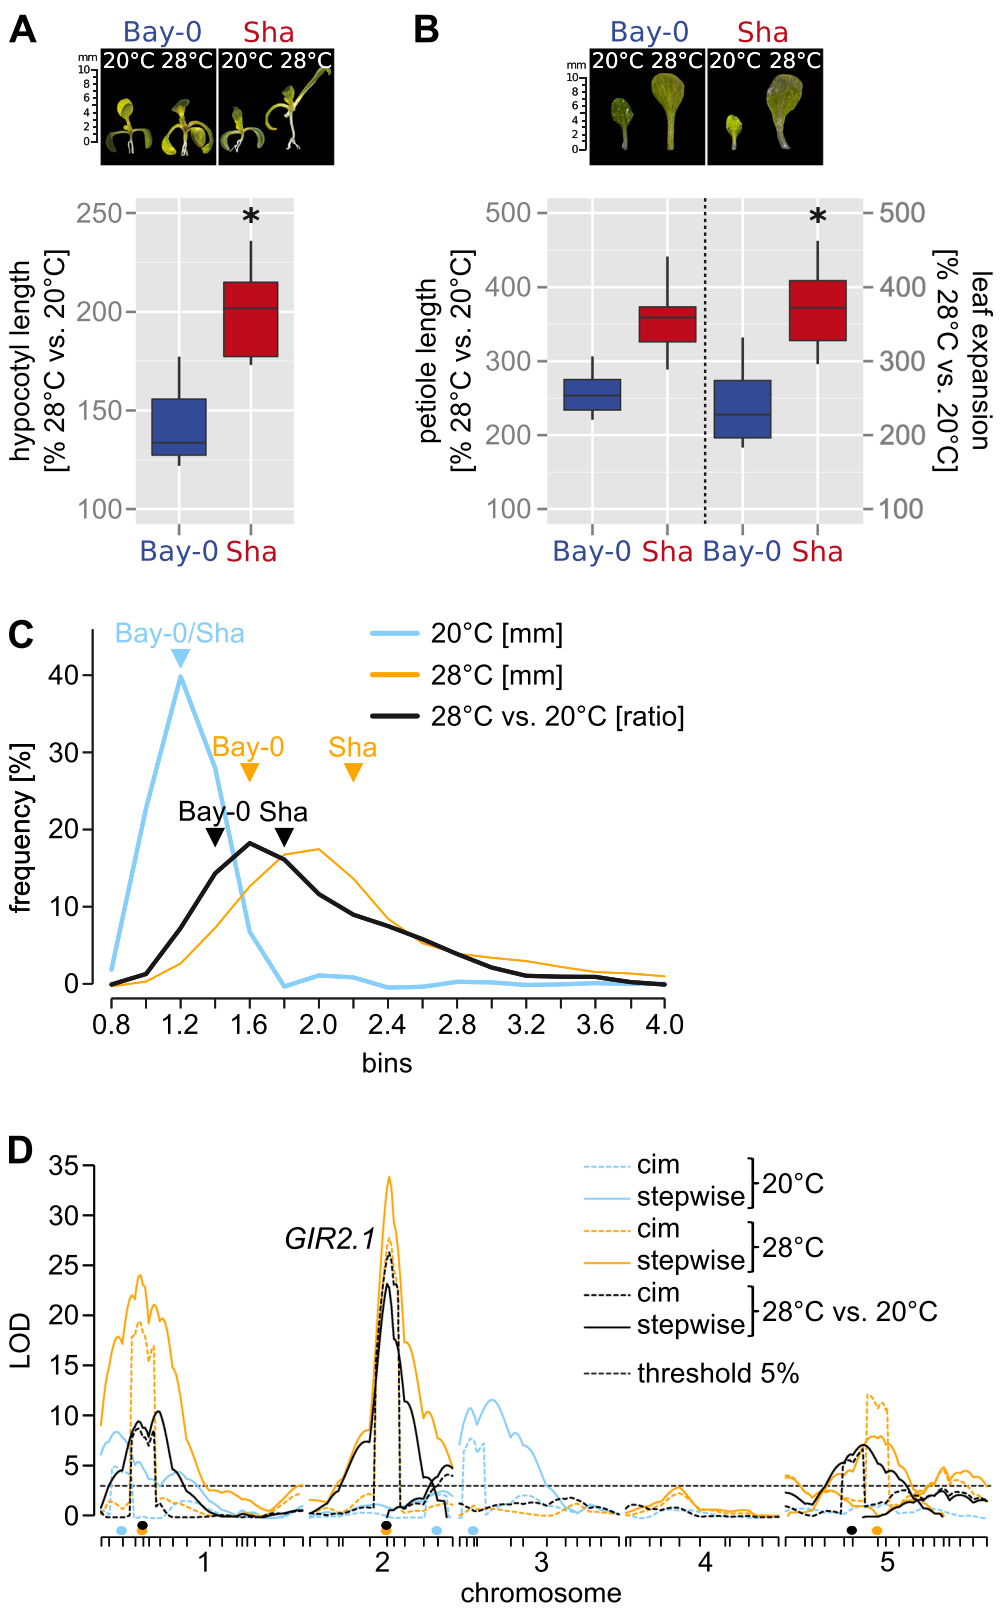 A
Bay-0 Sha
mm
20°C 28°C 20°C 28°C
10
8
6
4
2
0
250
200
150
100
hypocotyl length
[% 28°C vs. 20°C]
*
Bay-0 Sha
B
Bay-0 Sha
mm
20°C 28°C 20°C 28°C
10
8
6
4
2
0
500
400
300
200
100
petiole length
[% 28°C vs. 20°C]
*
500
400
300
200
100
leaf expansion
[% 28°C vs. 20°C]
Bay-0 Sha Bay-0 Sha
C
Bay-0/Sha
20°C [mm]
28°C [mm]
28°C vs. 20°C [ratio]
Bay-0 Sha
Bay-0 Sha
40
30
20
10
0
frequency [%]
0.8 1.2 1.6 2.0 2.4 2.8 3.2 3.6 4.0
bins
D
35
30
25
20
15
10
5
0
LOD
GIR2.1
cim
stepwise
20°C
cim
stepwise
28°C
cim
stepwise
28°C vs. 20°C
threshold 5%
1 2 3 4 5
chromosome